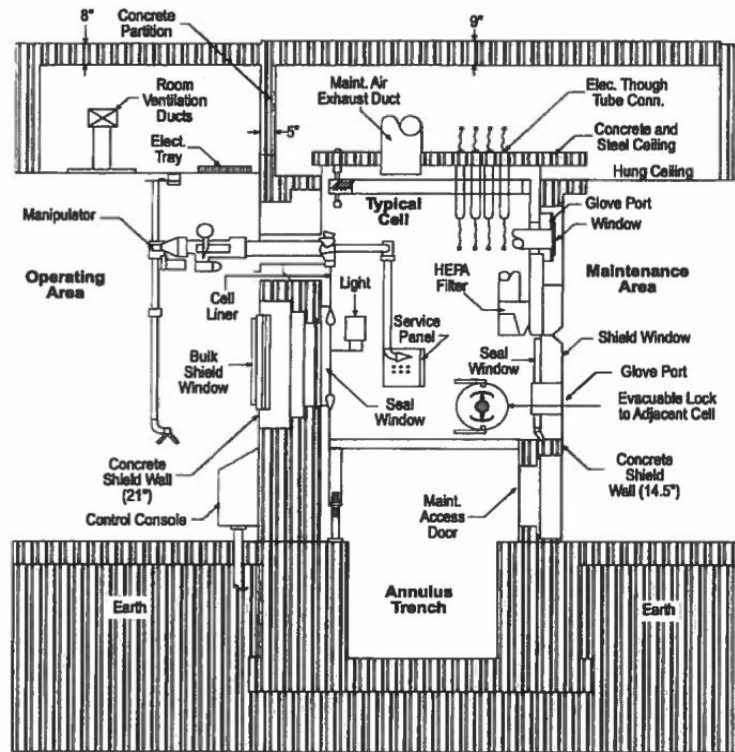 8"
Concrete
Partition
9"
Room
Ventilation
Ducts
Maint. Air
Exhaust Duct
Elec. Though
Tube Conn.
Elect.
Tray
5"
Concrete and
Steel Ceiling
Hung Ceiling
Typical
Cell
Glove Port
Window
Manipulator
Operating
Area
Cell
Liner
Light
HEPA
Filter
Maintenance
Area
Service
Panel
Shield Window
Bulk
Shield
Window
Seal
Window
Seal
Window
Glove Port
Evacuable Lock
to Adjacent Cell
Concrete
Shield Wall
(21")
Control Console
Maint.
Access
Door
Concrete
Shield
Wall (14.5")
Annulus
Trench
Earth
Earth